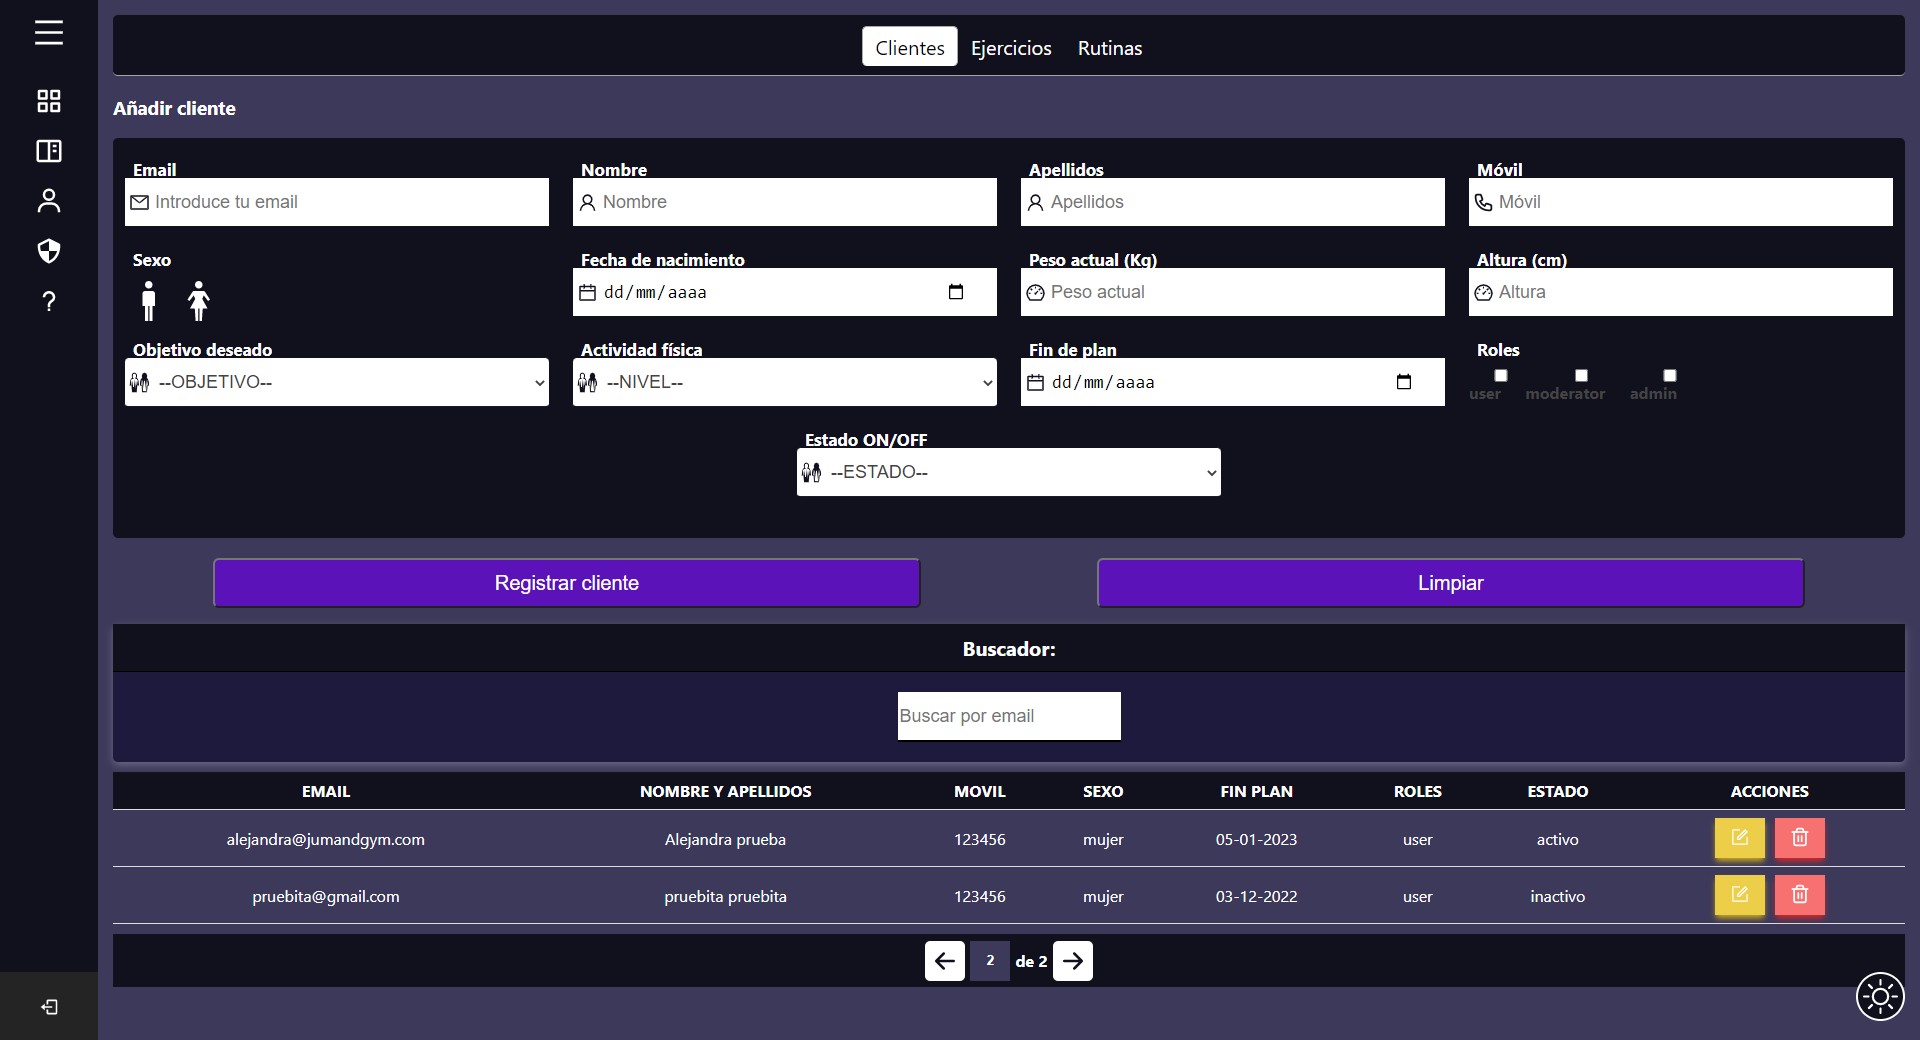 Clientes Ejercicios Rutinas
Añadir cliente
Email Nombre Apellidos Móvil
Introduce tu email Nombre Apellidos Móvil
Sexo Fecha de nacimiento Peso actual (Kg) Altura (cm)
dd/mm/aaaa Peso actual Altura
Objetivo deseado Actividad física Fin de plan Roles
--OBJETIVO-- --NIVEL-- dd/mm/aaaa
user moderator admin
Estado ON/OFF
--ESTADO--
Registrar cliente Limpiar
Buscador:
Buscar por email
EMAIL NOMBRE Y APELLIDOS MOVIL SEXO FIN PLAN ROLES ESTADO ACCIONES
alejandra@jumandgym.com Alejandra prueba 123456 mujer 05-01-2023 user activo
pruebita@gmail.com pruebita pruebita 123456 mujer 03-12-2022 user inactivo
2 de 2